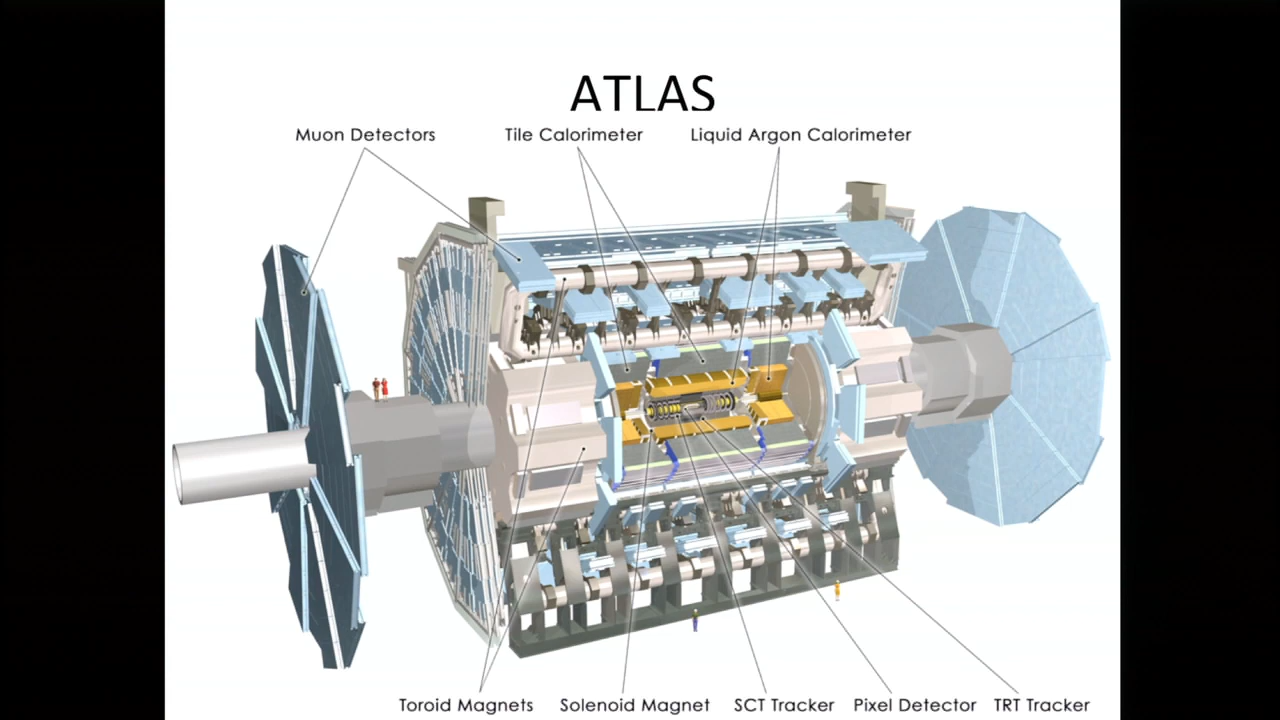 ATLAS
Muon Detectors Tile Calorimeter Liquid Argon Calorimeter
Toroid Magnets Solenoid Magnet SCT Tracker Pixel Detector TRT Tracker